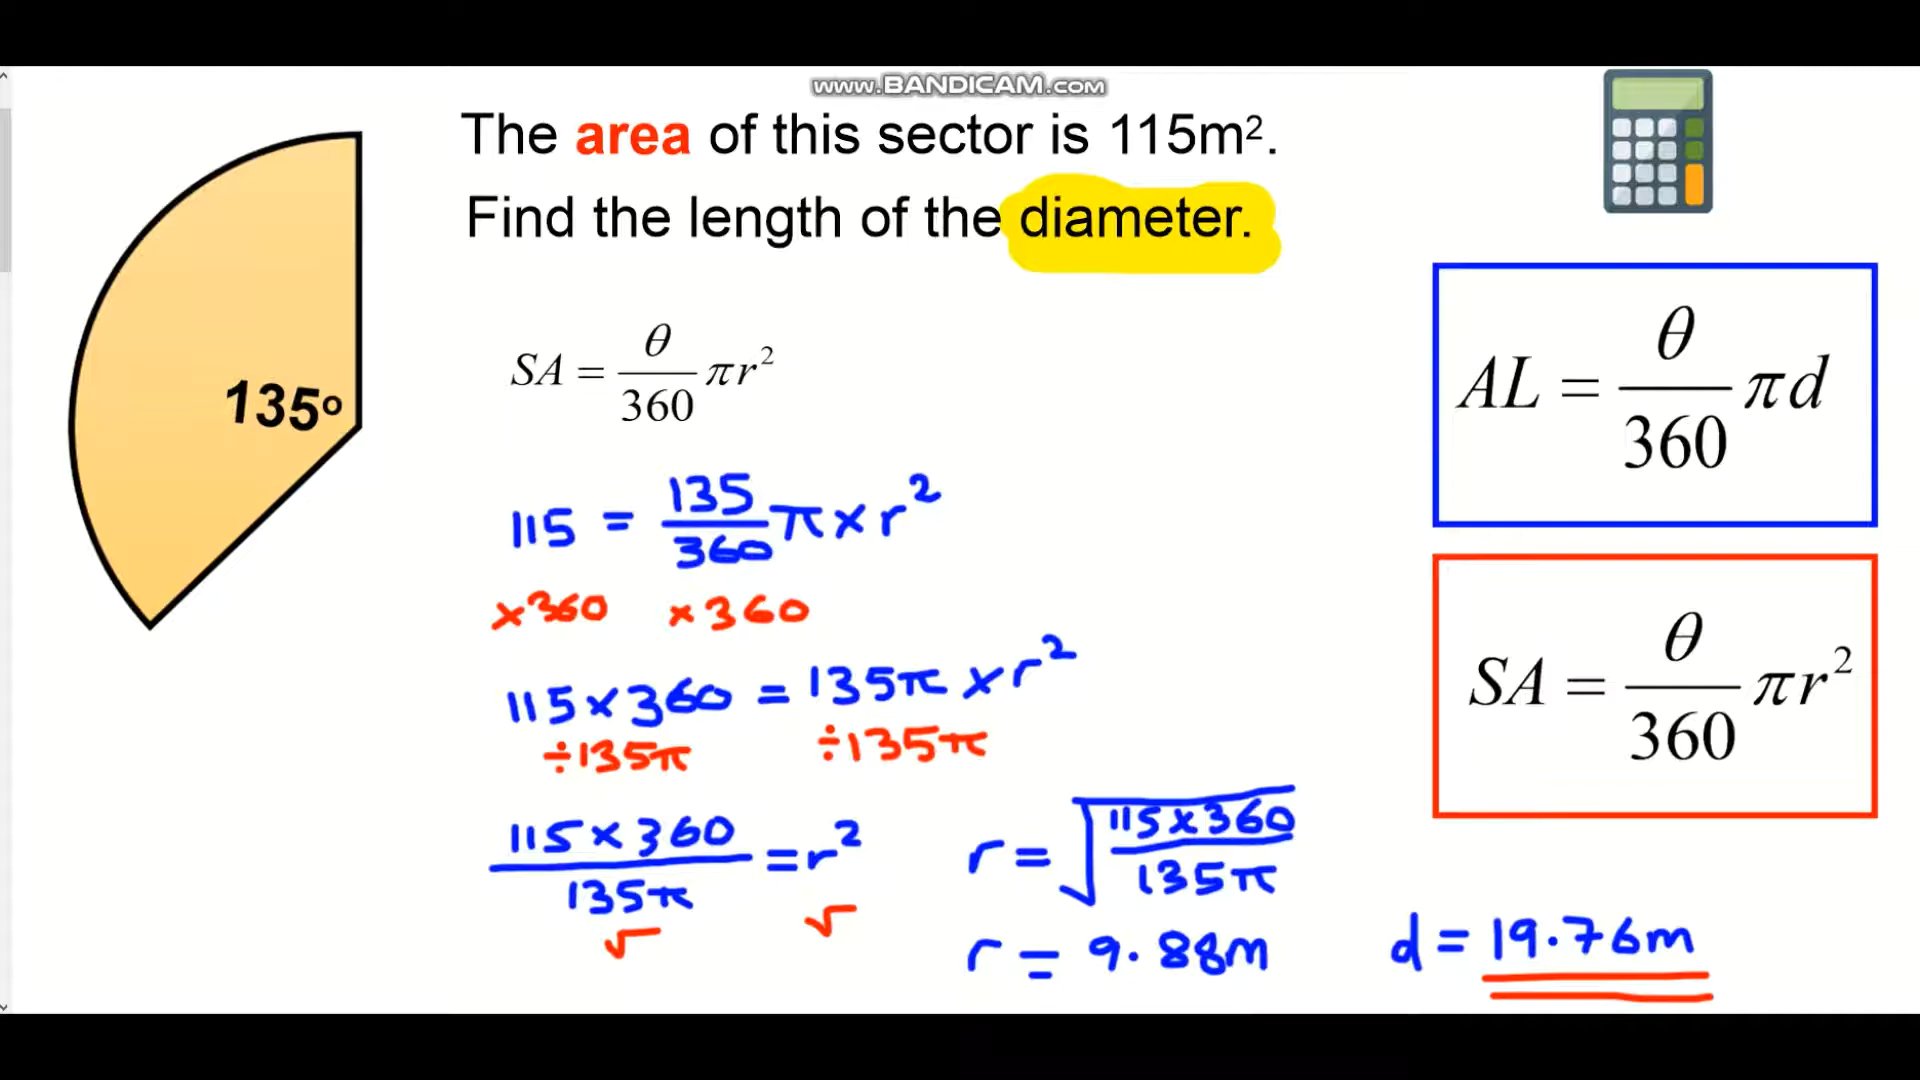 www.BANDICAM.com
The area of this sector is 115m².
Find the length of the diameter.
135°
SA = θ/360 πr²
115 = 135/360 π × r²
×360 ×360
115 × 360 = 135π × r²
÷135π ÷135π
115 × 360/135π = r²
√ √
r = √(115 × 360/135π)
r = 9.88m
d = 19.76m
AL = θ/360 πd
SA = θ/360 πr²